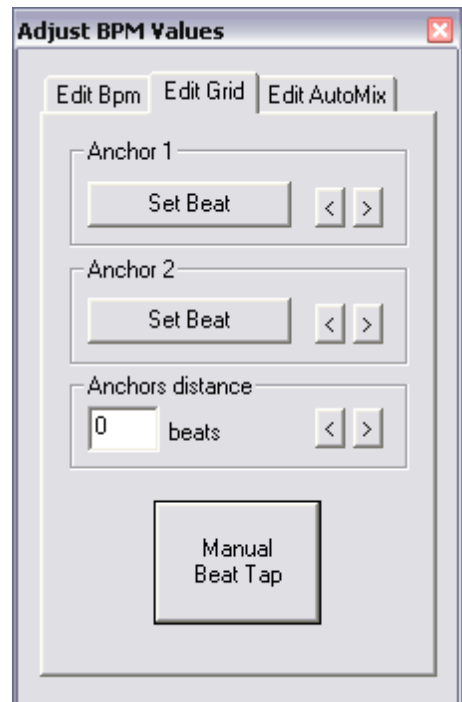 Adjust BPM Values
Edit Bpm Edit Grid Edit AutoMix
Anchor 1
Set Beat < >
Anchor 2
Set Beat < >
Anchors distance
0 beats < >
Manual
Beat Tap